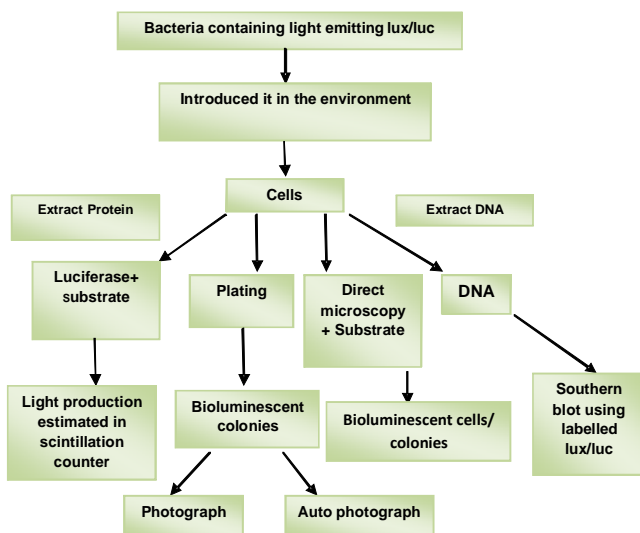 Bacteria containing light emitting lux/luc
Introduced it in the environment
Cells
Extract Protein
Extract DNA
Luciferase+
substrate
Plating
Direct
microscopy
+ Substrate
DNA
Light production
estimated in
scintillation
counter
Bioluminescent
colonies
Bioluminescent cells/
colonies
Southern
blot using
labelled
lux/luc
Photograph
Auto photograph